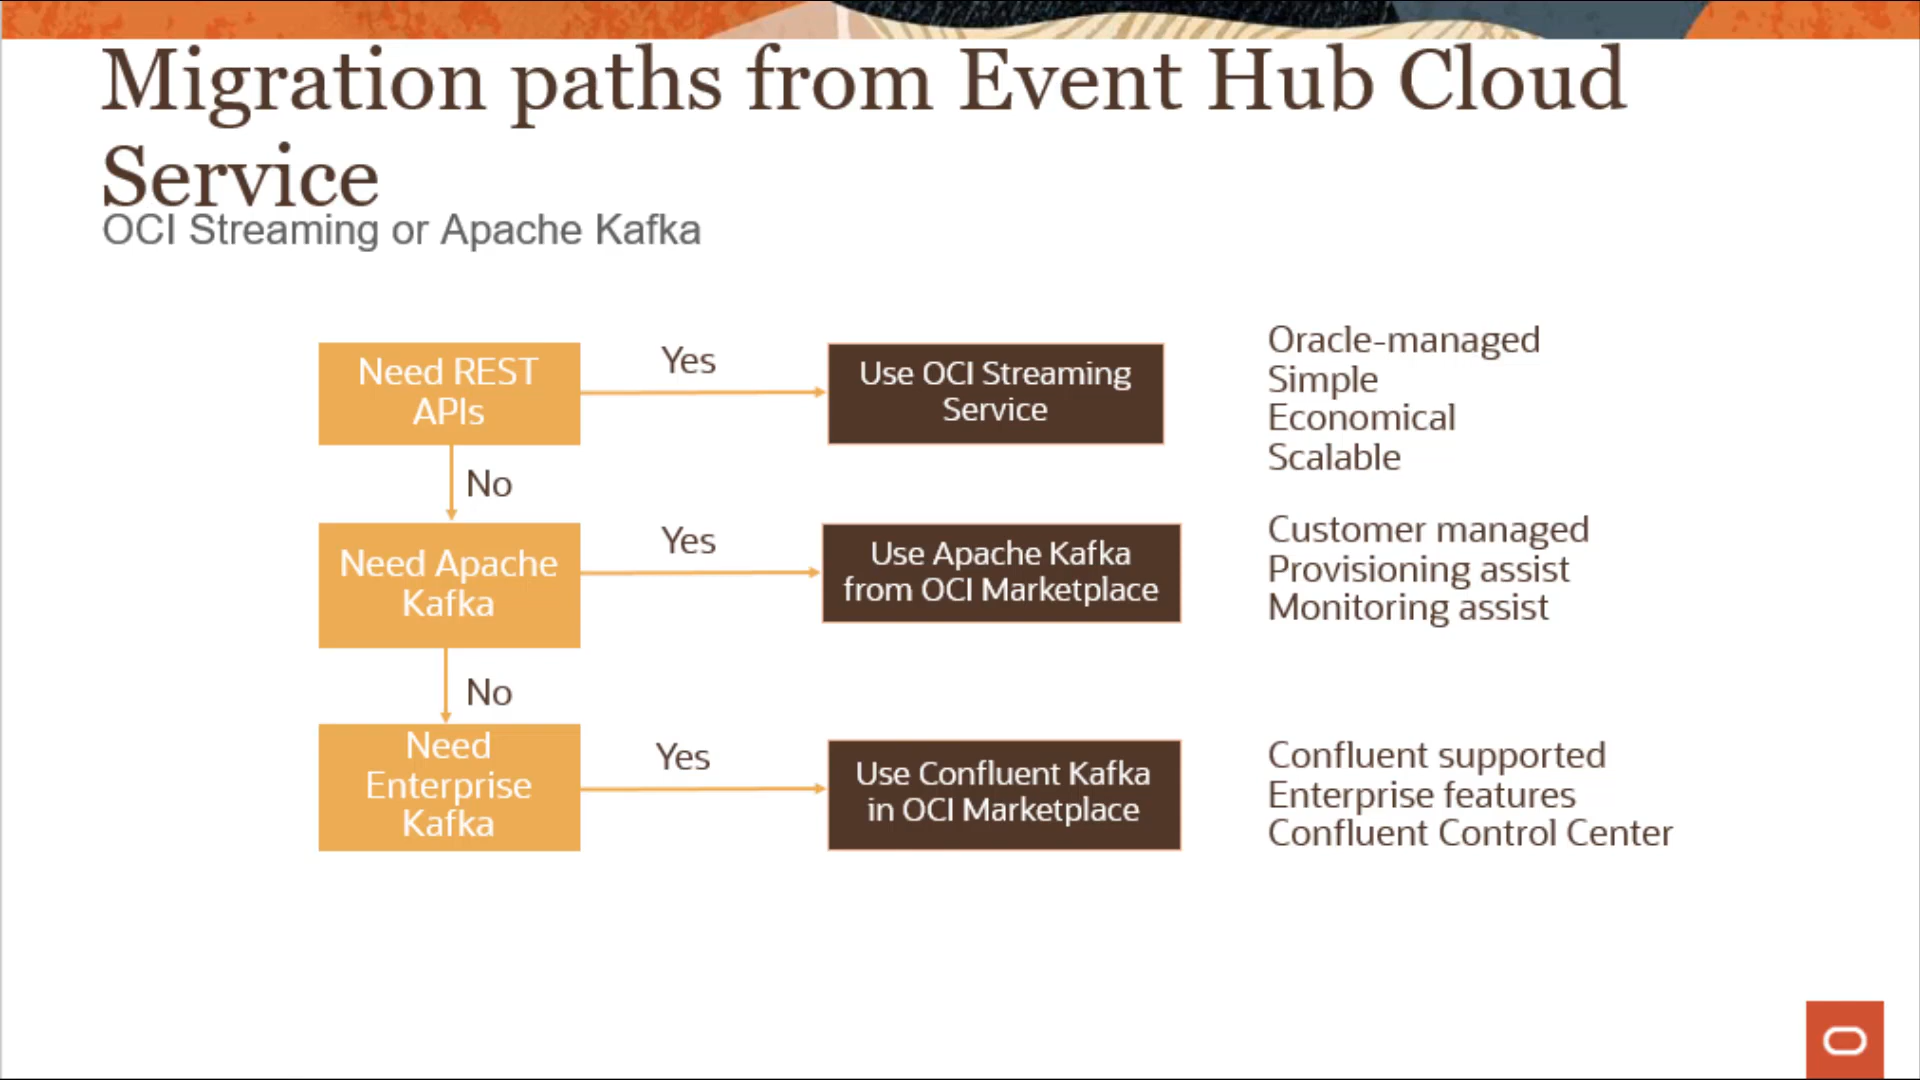 Migration paths from Event Hub Cloud
Service
OCI Streaming or Apache Kafka
Need REST
APIs
Yes
Use OCI Streaming
Service
Oracle-managed
Simple
Economical
Scalable
No
Need Apache
Kafka
Yes
Use Apache Kafka
from OCI Marketplace
Customer managed
Provisioning assist
Monitoring assist
No
Need
Enterprise
Kafka
Yes
Use Confluent Kafka
in OCI Marketplace
Confluent supported
Enterprise features
Confluent Control Center